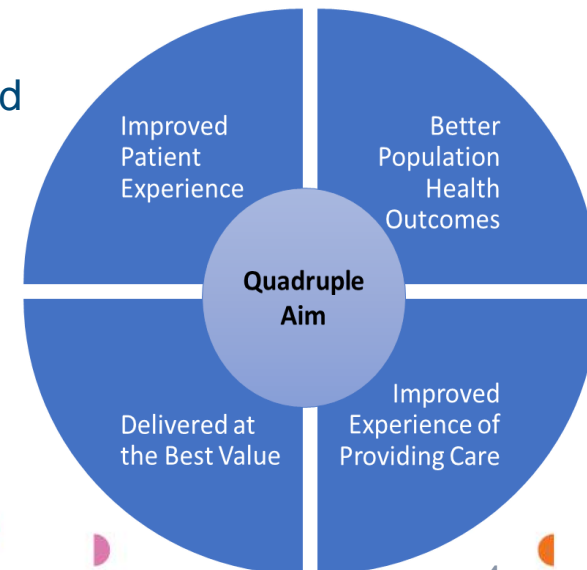 d
Improved
Patient
Experience
Better
Population
Health
Outcomes
Quadruple
Aim
Delivered at
the Best Value
Improved
Experience of
Providing Care